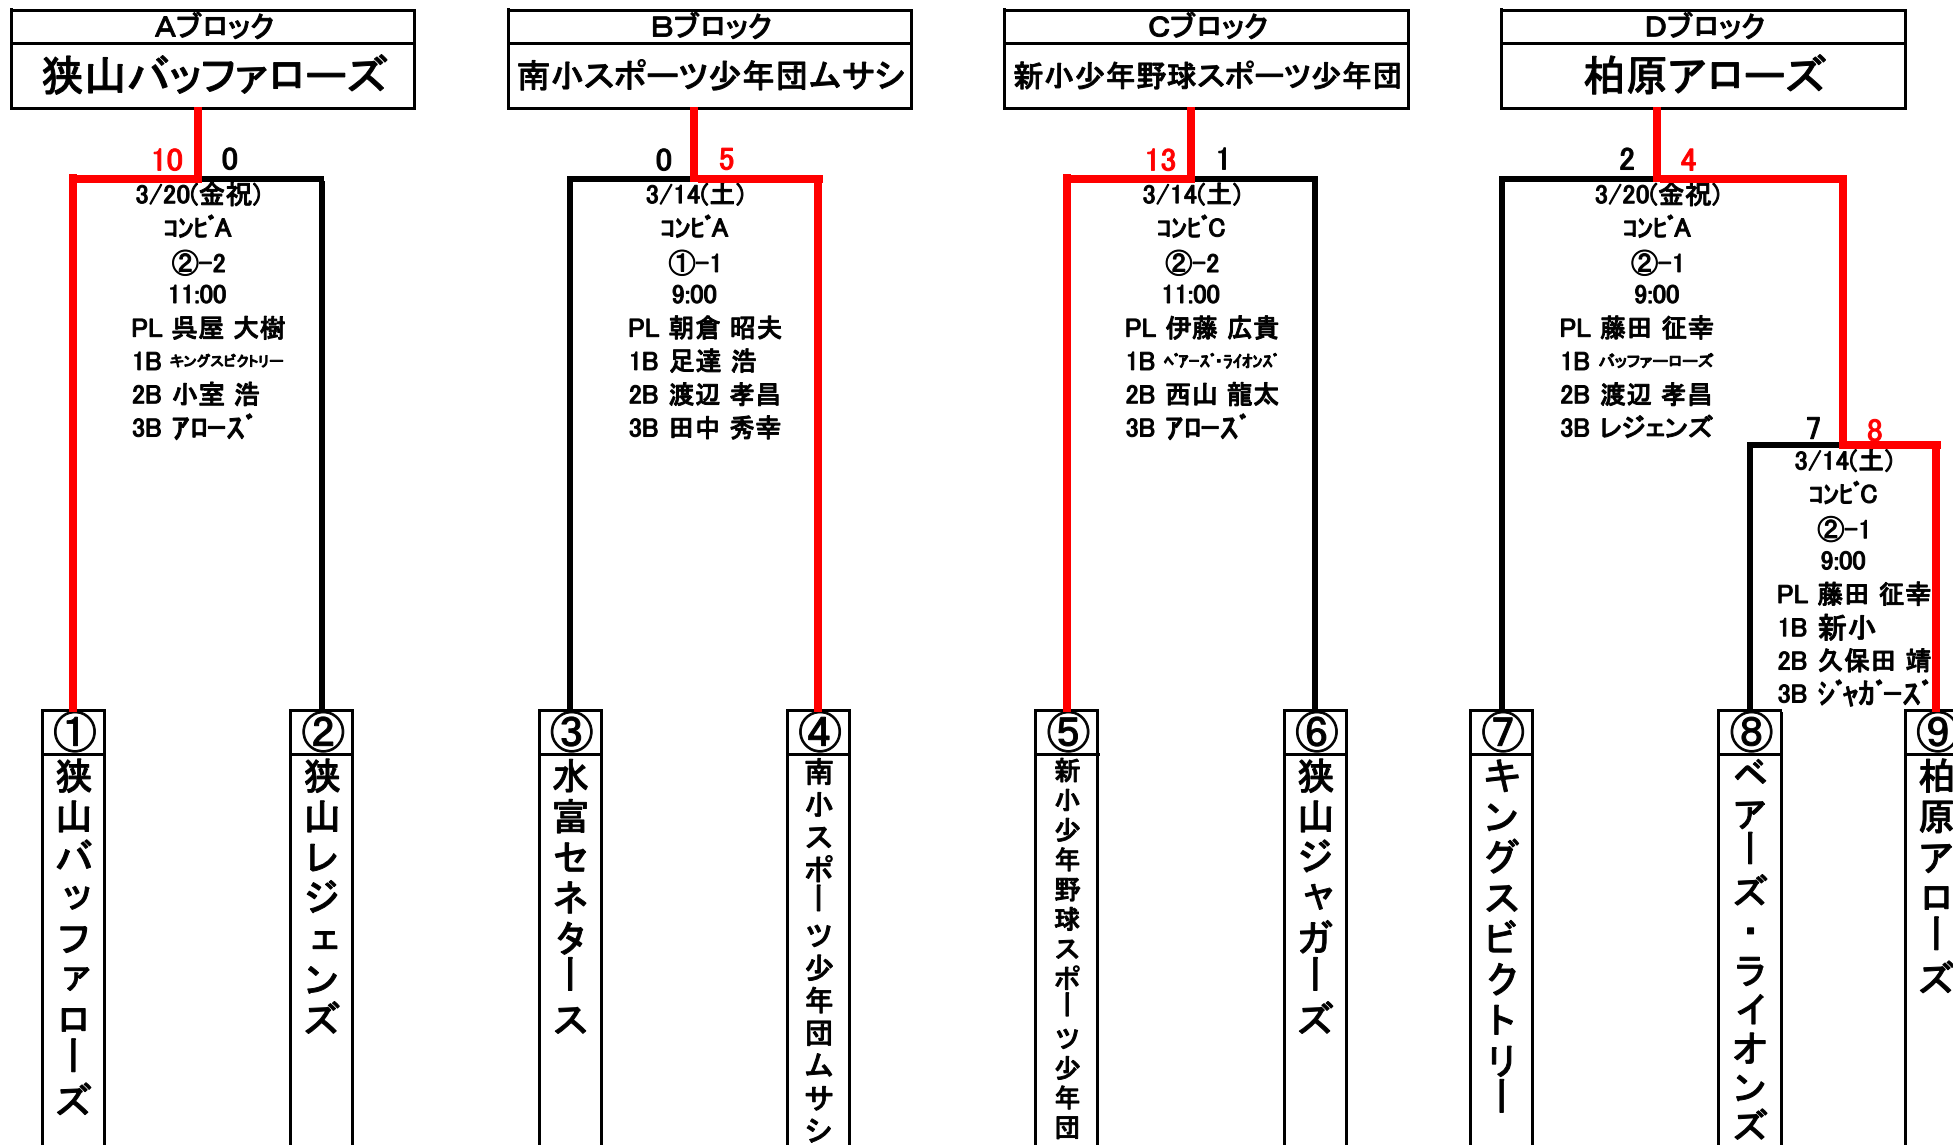 Aブロック
狭山バッファローズ
10 0
3/20(金祝)
コンビA
②-2
11:00
PL 呉屋 大樹
1B キングスビクトリー
2B 小室 浩
3B アローズ
①
狭山バッファローズ
②
狭山レジェンズ
Bブロック
南小スポーツ少年団ムサシ
0 5
3/14(土)
コンビA
①-1
9:00
PL 朝倉 昭夫
1B 足達 浩
2B 渡辺 孝昌
3B 田中 秀幸
③
水富セネタース
④
南小スポーツ少年団ムサシ
Cブロック
新小少年野球スポーツ少年団
13 1
3/14(土)
コンビC
②-2
11:00
PL 伊藤 広貴
1B ベアーズ・ライオンズ
2B 西山 龍太
3B アローズ
⑤
新小少年野球スポーツ少年団
⑥
狭山ジャガーズ
Dブロック
柏原アローズ
2 4
3/20(金祝)
コンビA
②-1
9:00
PL 藤田 征幸
1B バッファーローズ
2B 渡辺 孝昌
3B レジェンズ
7 8
3/14(土)
コンビC
②-1
9:00
PL 藤田 征幸
1B 新小
2B 久保田 靖
3B ジャガーズ
⑦
キングスビクトリー
⑧
ベアーズ・ライオンズ
⑨
柏原アローズ